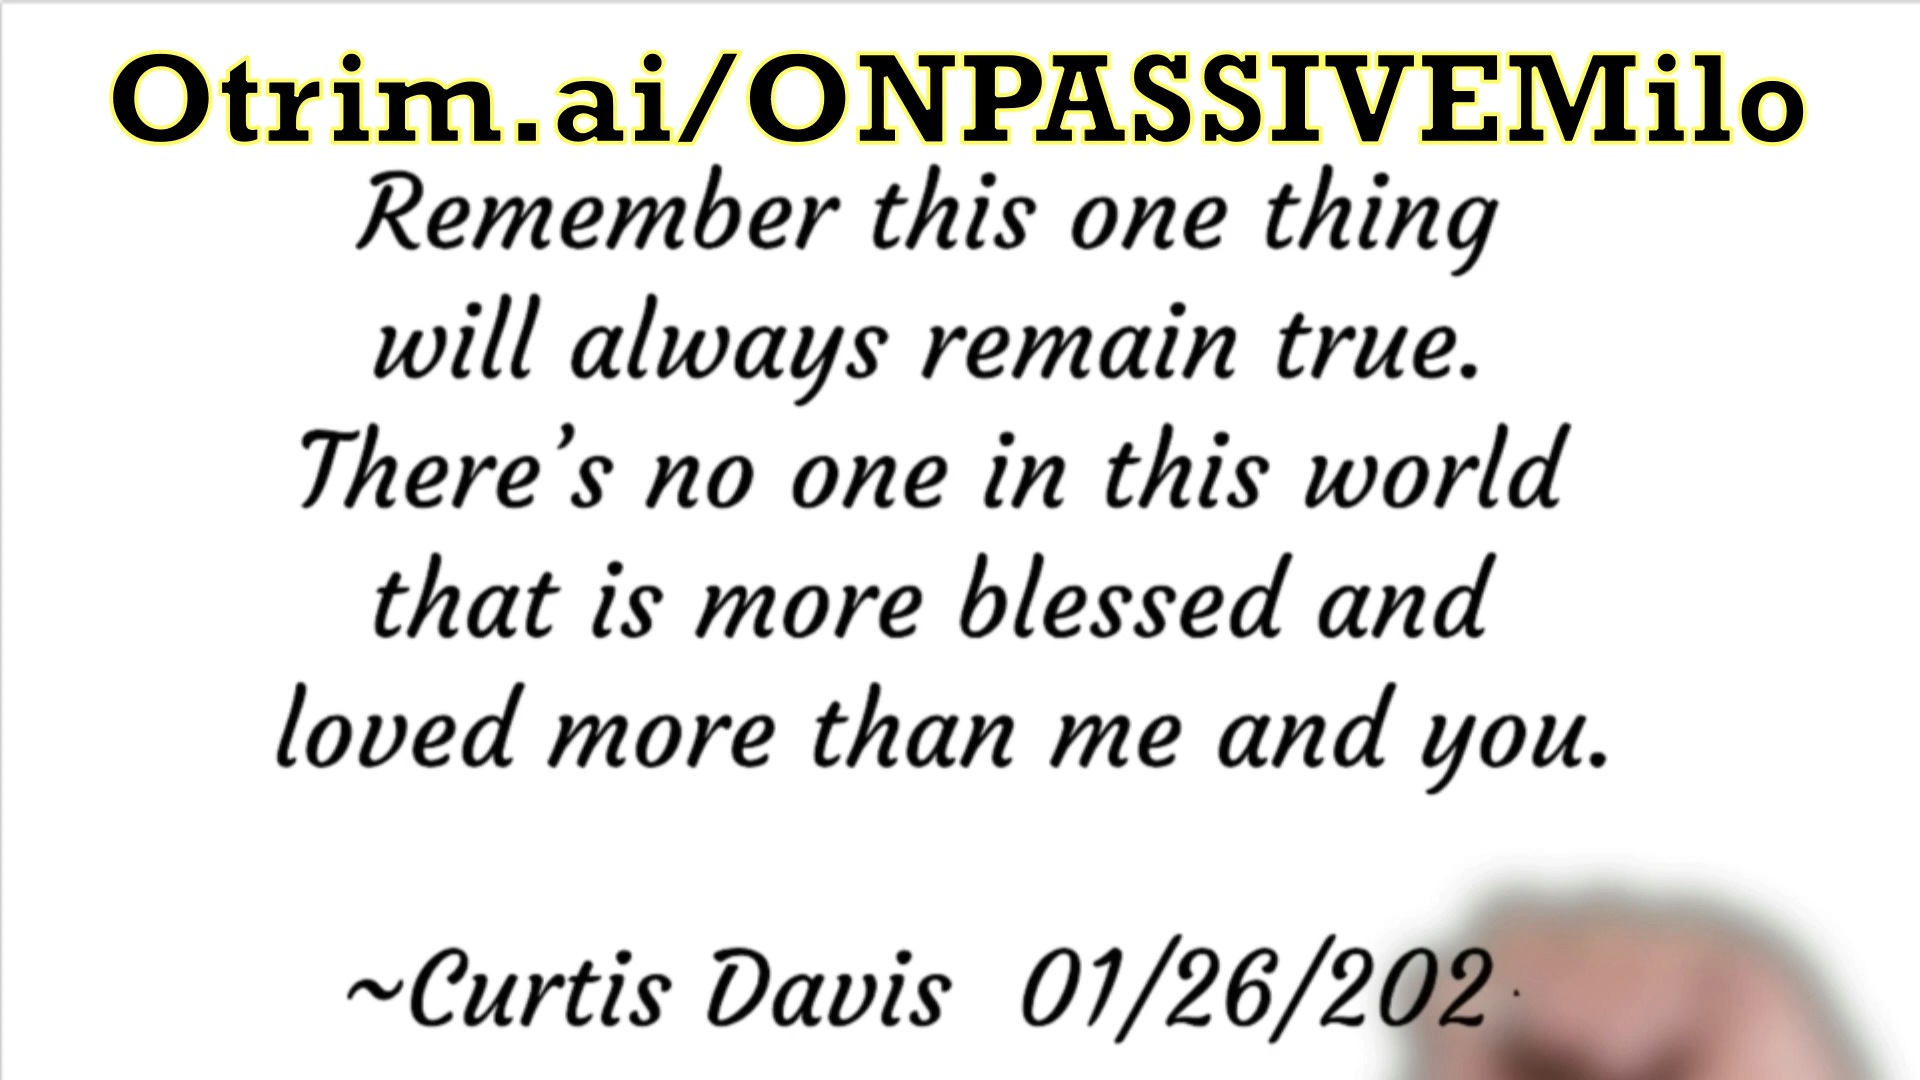 Otrim.ai/ONPASSIVEMilo
Remember this one thing
will always remain true.
There’s no one in this world
that is more blessed and
loved more than me and you.
~Curtis Davis 01/26/202